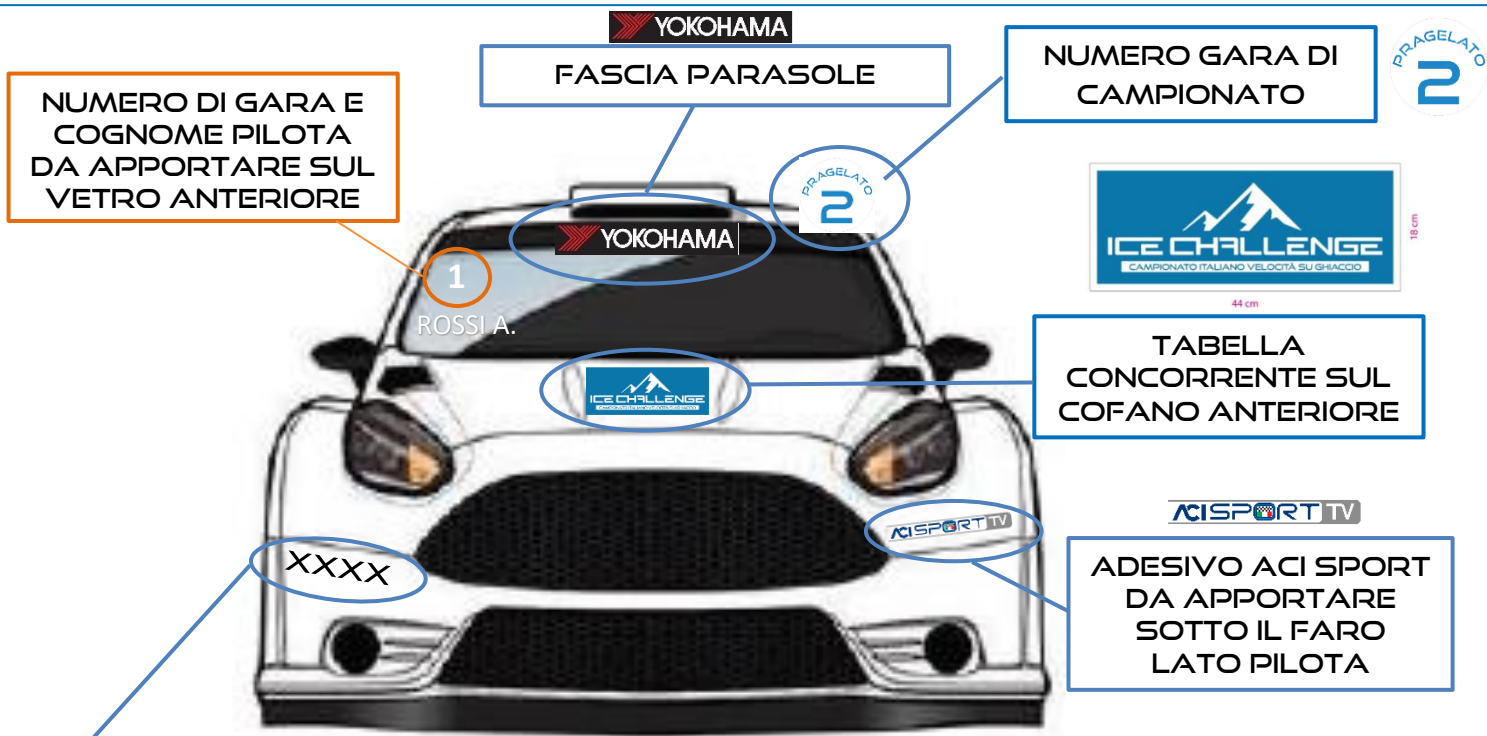 YOKOHAMA
FASCIA PARASOLE
NUMERO GARA DI
CAMPIONATO
PRAGELATO
2
NUMERO DI GARA E
COGNOME PILOTA
DA APPORTARE SUL
VETRO ANTERIORE
PRAGELATO
2
YOKOHAMA
1
ROSSI A.
ICE CHALLENGE
CAMPIONATO ITALIANO VELOCITÀ SU GHIACCIO
18 cm
44 cm
TABELLA
CONCORRENTE SUL
COFANO ANTERIORE
ICE CHALLENGE
ACI SPORT TV
ACI SPORT TV
XXXX
ADESIVO ACI SPORT
DA APPORTARE
SOTTO IL FARO
LATO PILOTA